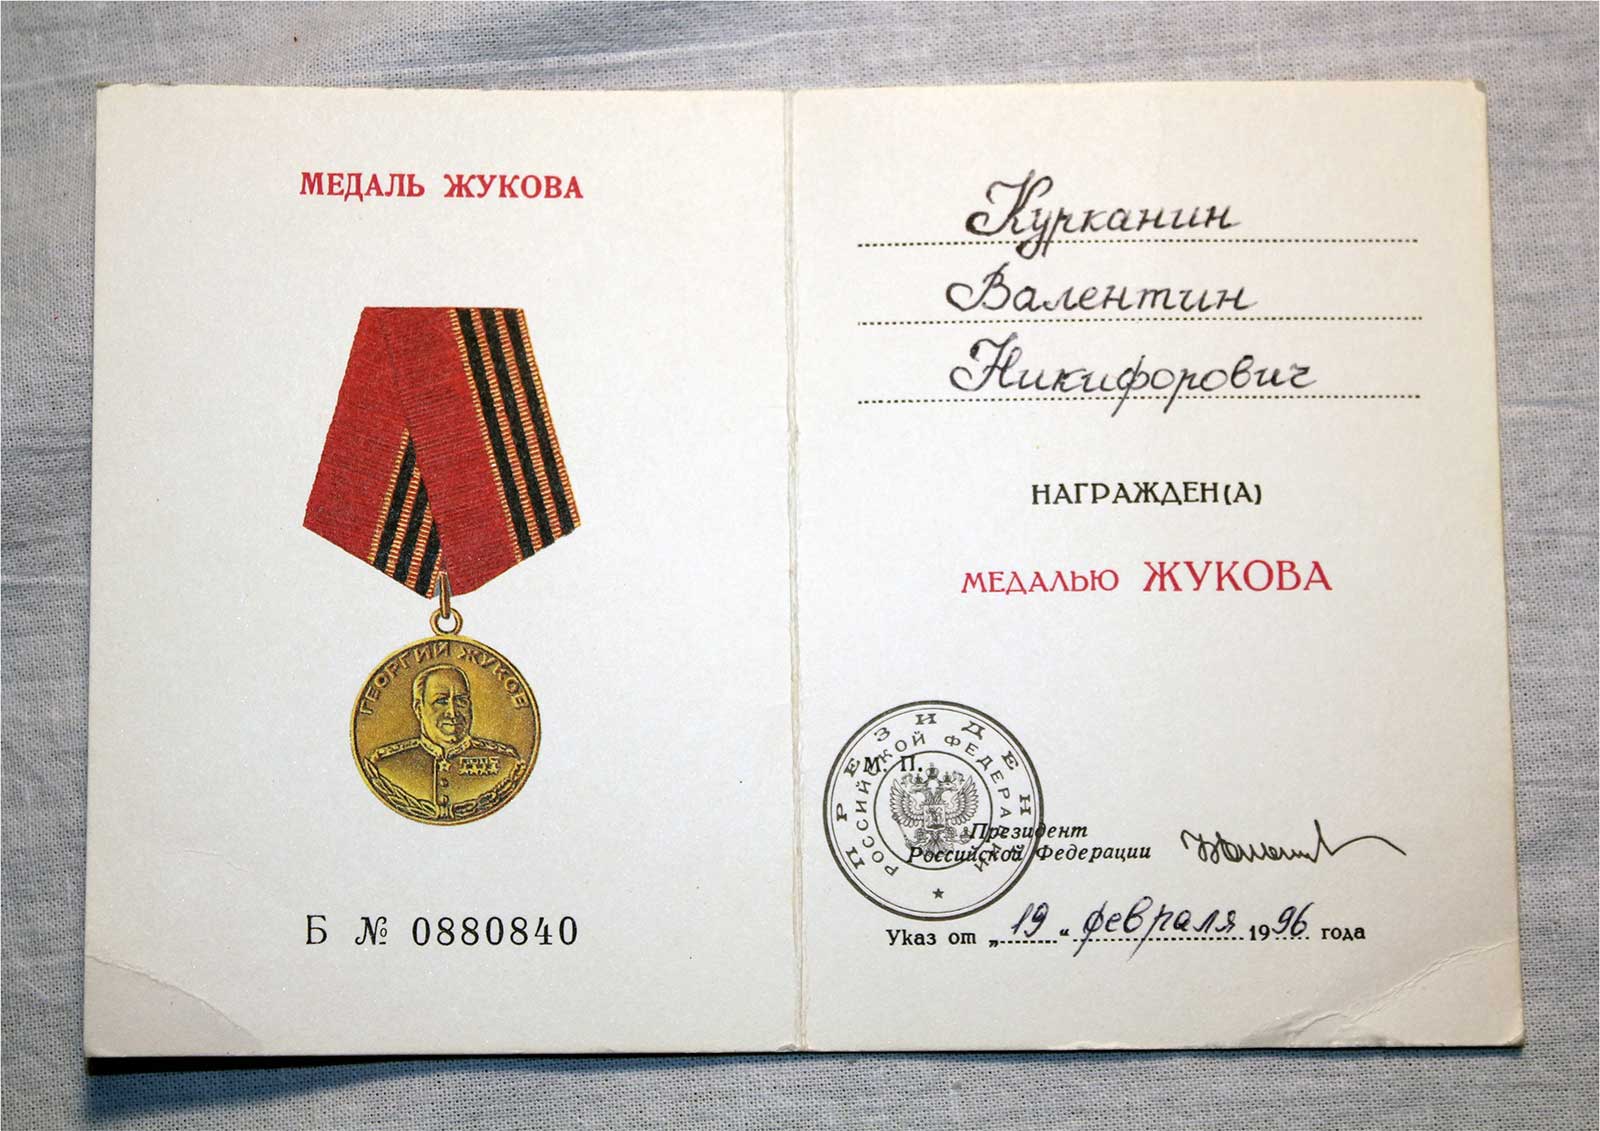 МЕДАЛЬ ЖУКОВА
ГЕОРГИЙ ЖУКОВ
Б № 0880840
Курканин
Валентин
Никифорович
НАГРАЖДЕН(А)
МЕДАЛЬЮ ЖУКОВА
ПРЕЗИДЕНТ
РОССИЙСКОЙ ФЕДЕРАЦИИ
М. П.
Президент
Российской Федерации
Указ от „19“ февраля 1996 года